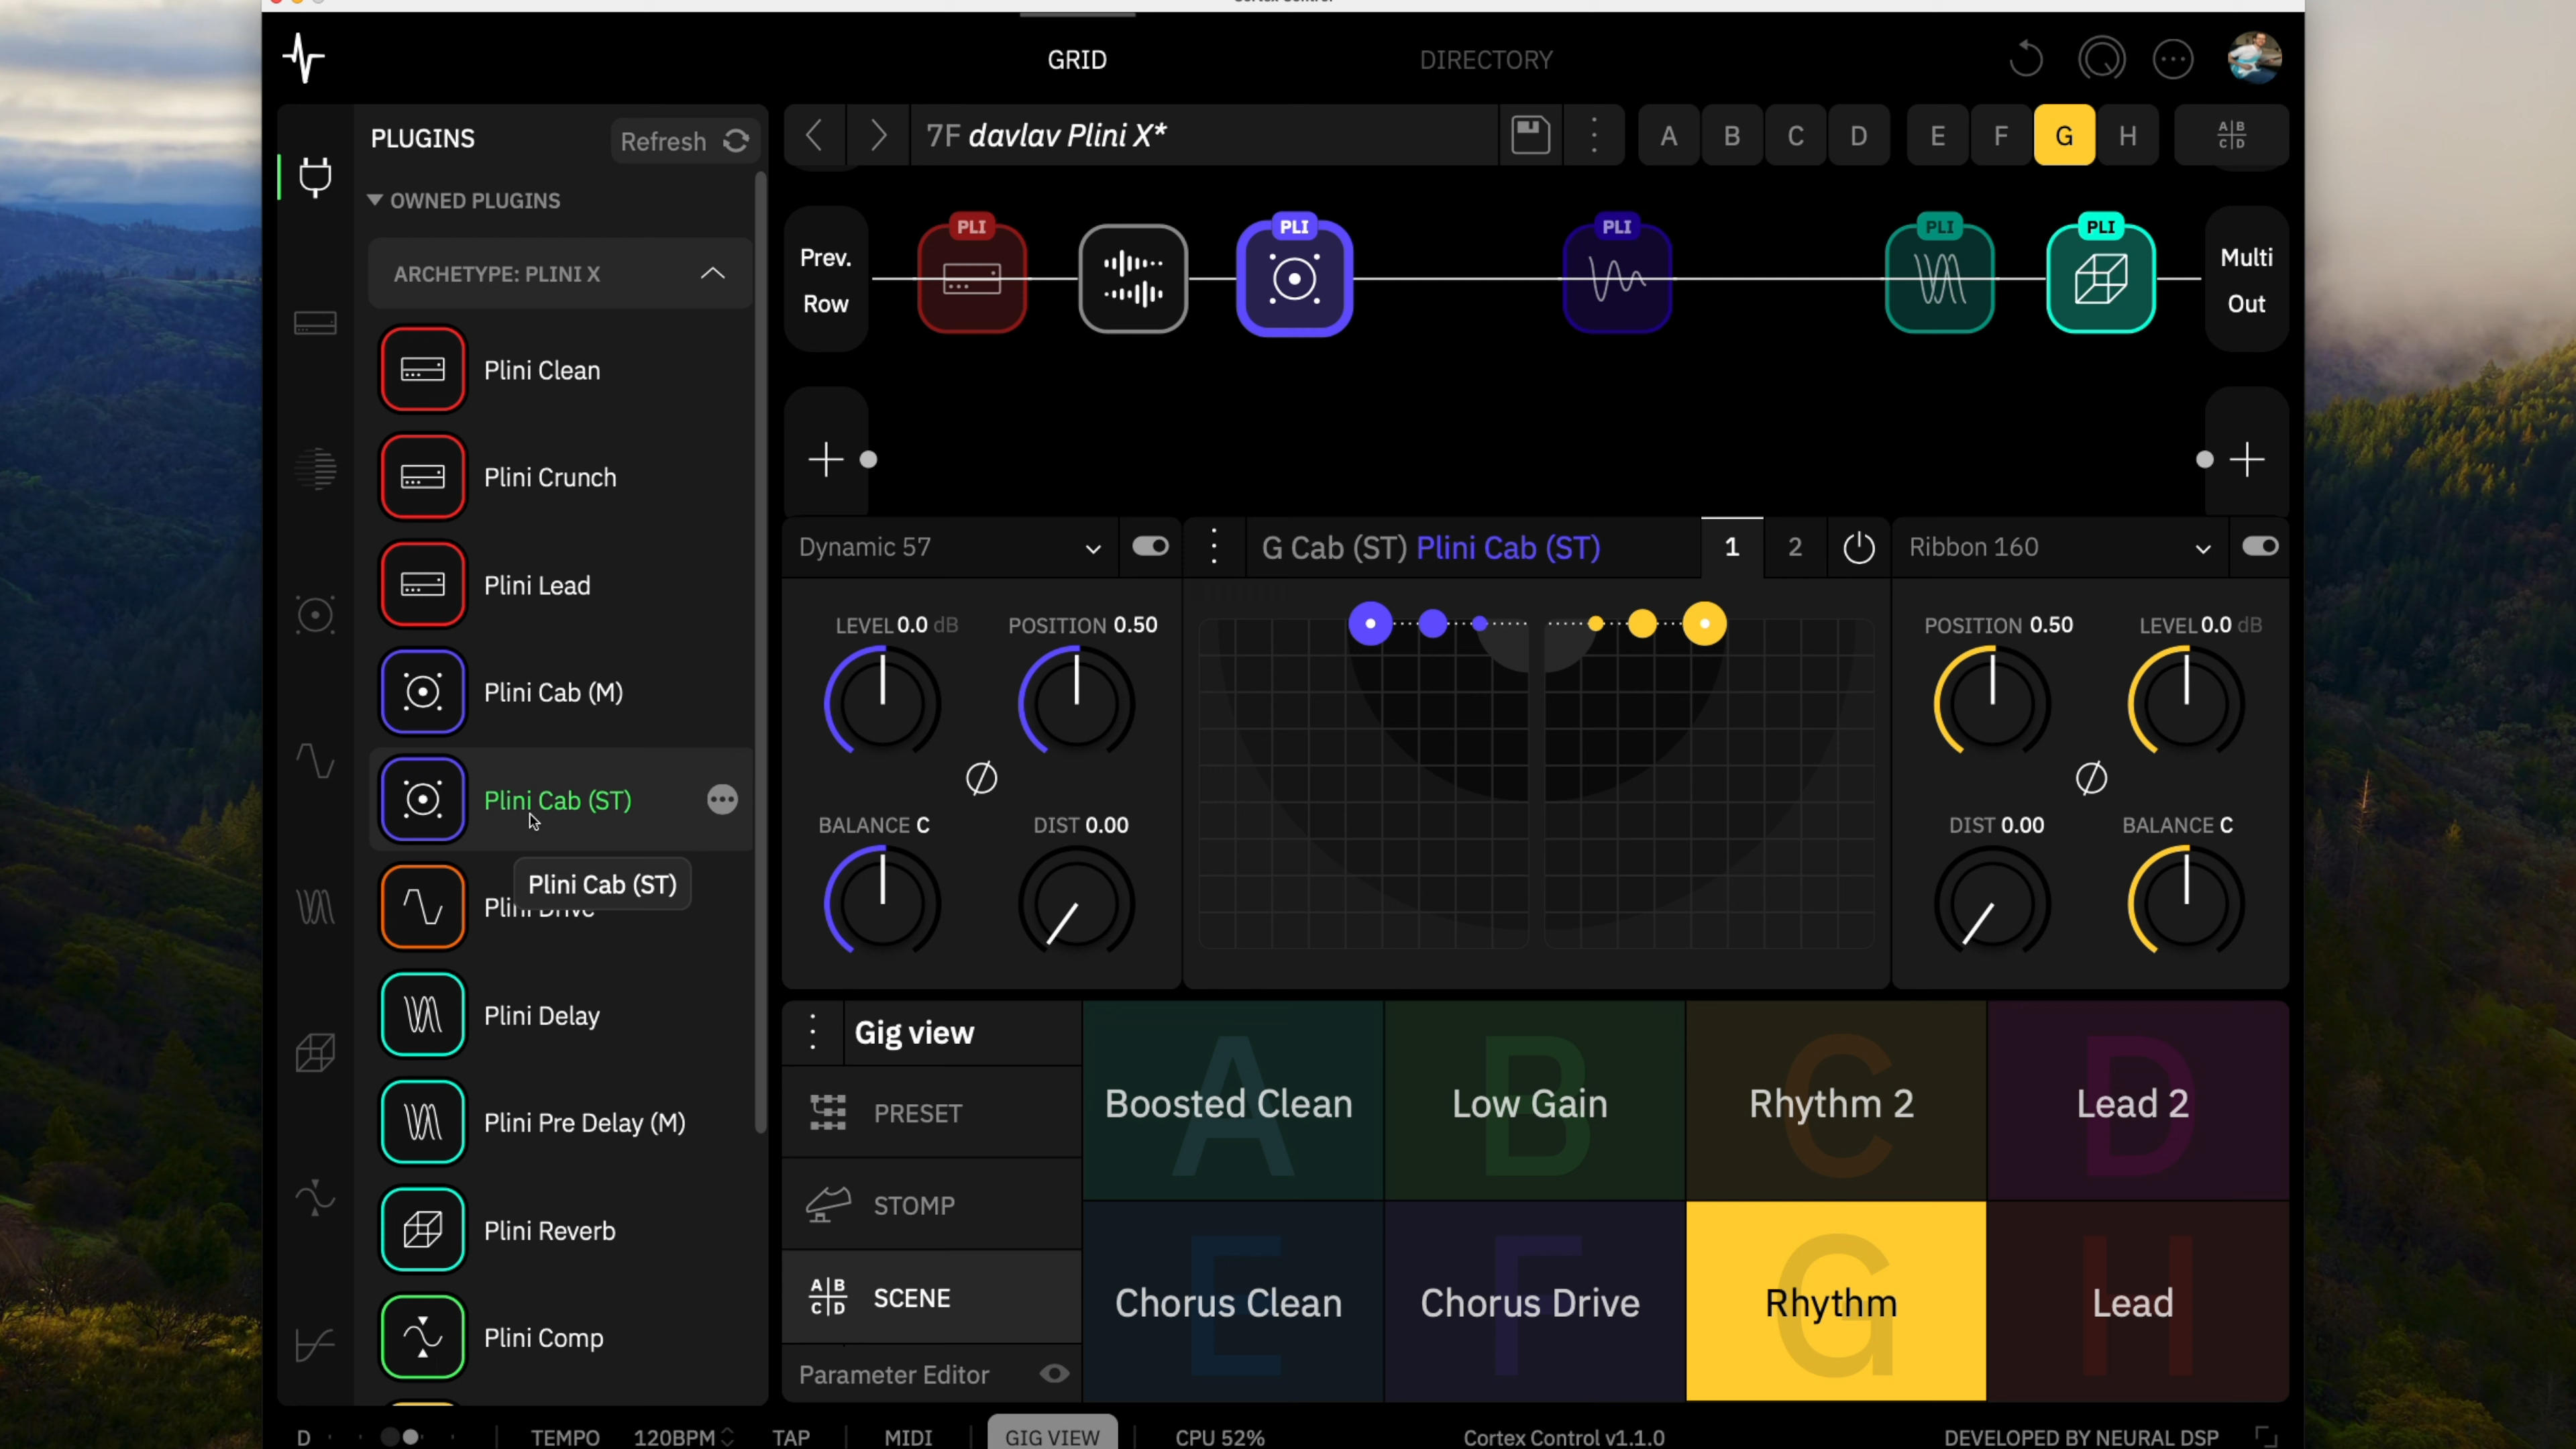 GRID
DIRECTORY
PLUGINS
Refresh
7F davlav Plini X*
A B C D E F G H
A B C D
OWNED PLUGINS
ARCHETYPE: PLINI X
PLI
PLI
PLI
PLI
PLI
Prev.
Row
Multi
Out
Plini Clean
Plini Crunch
Plini Lead
Plini Cab (M)
Plini Cab (ST)
Plini Cab (ST)
Plini Drive
Plini Delay
Plini Pre Delay (M)
Plini Reverb
Plini Comp
Dynamic 57
G Cab (ST) Plini Cab (ST)
1
2
Ribbon 160
LEVEL 0.0 dB
POSITION 0.50
POSITION 0.50
LEVEL 0.0 dB
BALANCE C
DIST 0.00
DIST 0.00
BALANCE C
Gig view
PRESET
STOMP
A B C D
SCENE
Parameter Editor
A
Boosted Clean
B
Low Gain
C
Rhythm 2
D
Lead 2
E
Chorus Clean
F
Chorus Drive
G
Rhythm
H
Lead
D
TEMPO
120BPM
TAP
MIDI
GIG VIEW
CPU 52%
Cortex Control v1.1.0
DEVELOPED BY NEURAL DSP